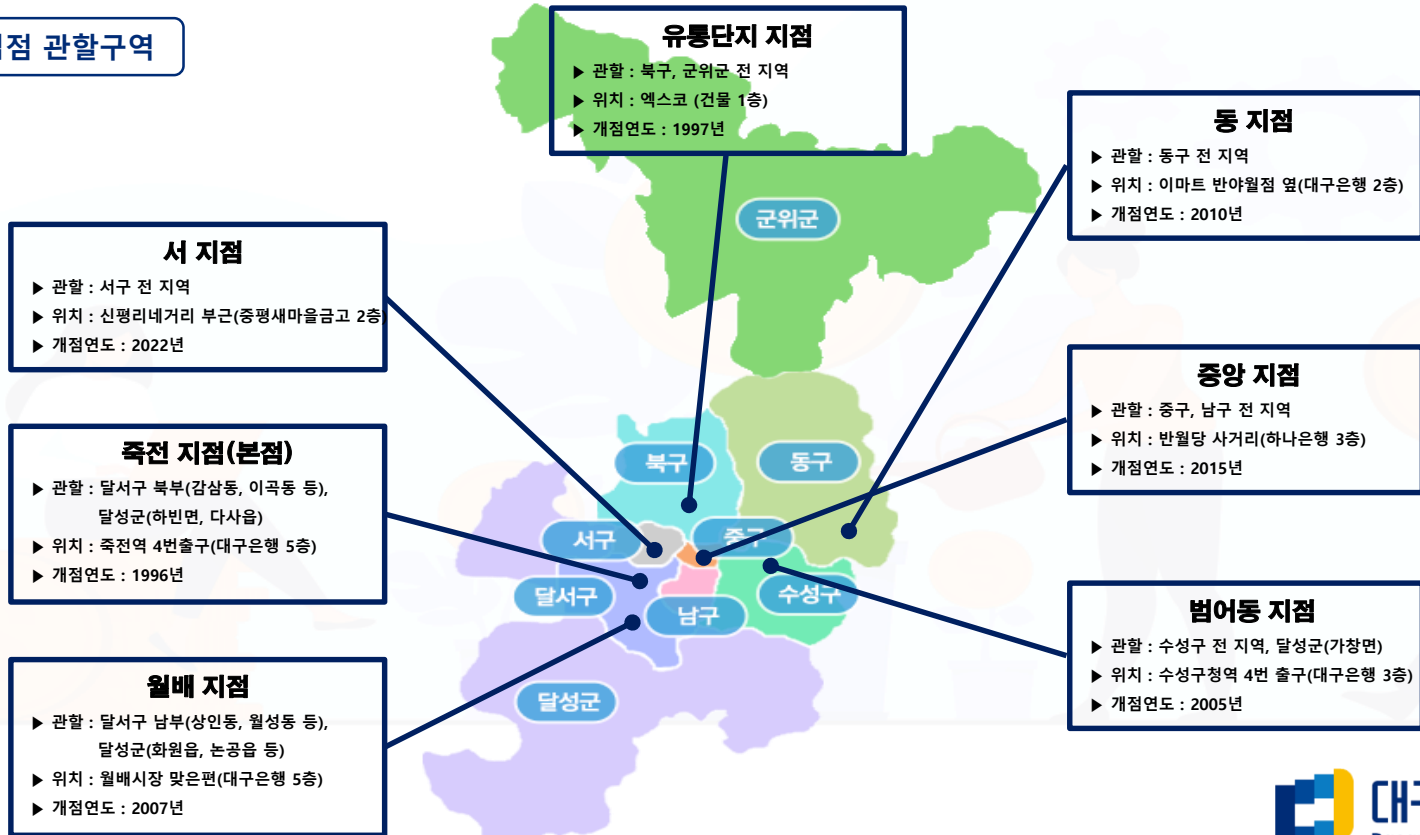 점 관할구역
유통단지 지점
▶ 관할 : 북구, 군위군 전 지역
▶ 위치 : 엑스코 (건물 1층)
▶ 개점연도 : 1997년
동 지점
▶ 관할 : 동구 전 지역
▶ 위치 : 이마트 반야월점 옆(대구은행 2층)
▶ 개점연도 : 2010년
서 지점
▶ 관할 : 서구 전 지역
▶ 위치 : 신평리네거리 부근(중평새마을금고 2층)
▶ 개점연도 : 2022년
중앙 지점
▶ 관할 : 중구, 남구 전 지역
▶ 위치 : 반월당 사거리(하나은행 3층)
▶ 개점연도 : 2015년
죽전 지점(본점)
▶ 관할 : 달서구 북부(감삼동, 이곡동 등),
달성군(하빈면, 다사읍)
▶ 위치 : 죽전역 4번출구(대구은행 5층)
▶ 개점연도 : 1996년
범어동 지점
▶ 관할 : 수성구 전 지역, 달성군(가창면)
▶ 위치 : 수성구청역 4번 출구(대구은행 3층)
▶ 개점연도 : 2005년
월배 지점
▶ 관할 : 달서구 남부(상인동, 월성동 등),
달성군(화원읍, 논공읍 등)
▶ 위치 : 월배시장 맞은편(대구은행 5층)
▶ 개점연도 : 2007년
군위군
북구
동구
서구
중구
달서구
남구
수성구
달성군